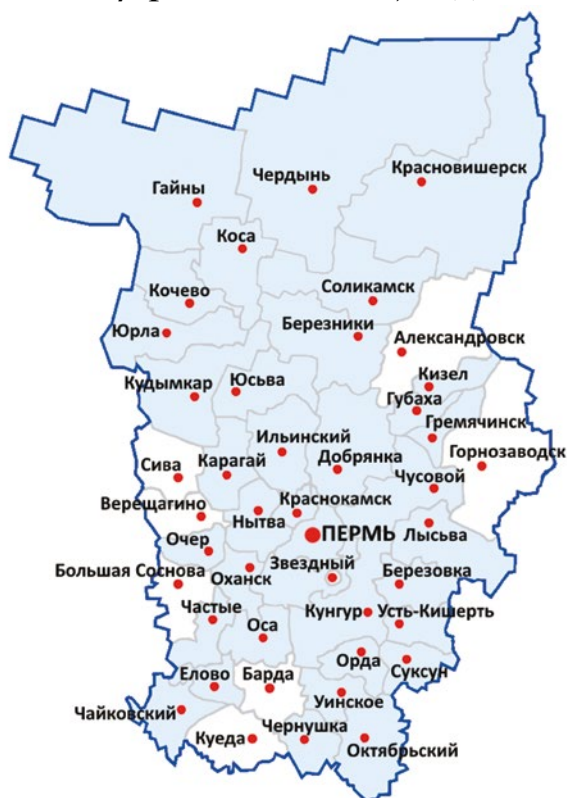 Красновишерск
Чердынь
Гайны
Коса
Соликамск
Кочево
Березники
Юрла
Александровск
Кизел
Кудымкар
Юсьва
Губаха
Гремячинск
Ильинский
Горнозаводск
Сива
Карагай
Добрянка
Чусовой
Верещагино
Краснокамск
Нытва
ПЕРМЬ
Лысьва
Очер
Звездный
Большая Соснова
Оханск
Березовка
Частые
Кунгур
Усть-Кишерть
Оса
Орда
Суксун
Елово
Барда
Уинское
Чайковский
Куеда
Чернушка
Октябрьский